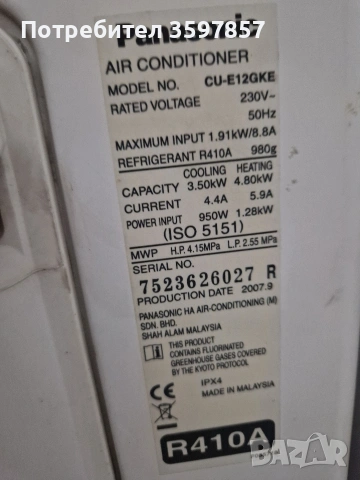 Потребител 3597857
Panasonic
AIR CONDITIONER
MODEL NO. CU-E12GKE
RATED VOLTAGE 230V~
50Hz
MAXIMUM INPUT 1.91kW/8.8A
REFRIGERANT R410A 980g
COOLING HEATING
CAPACITY 3.50kW 4.80kW
CURRENT 4.4A 5.9A
POWER INPUT 950W 1.28kW
(ISO 5151)
MWP H.P. 4.15MPa L.P. 2.55 MPa
SERIAL NO.
7523626027 R
PRODUCTION DATE 2007.9
PANASONIC HA AIR-CONDITIONING (M)
SDN. BHD.
SHAH ALAM MALAYSIA
THIS PRODUCT
CONTAINS FLUORINATED
GREENHOUSE GASES COVERED
BY THE KYOTO PROTOCOL
CE
IPX4
MADE IN MALAYSIA
R410A
BAZAR